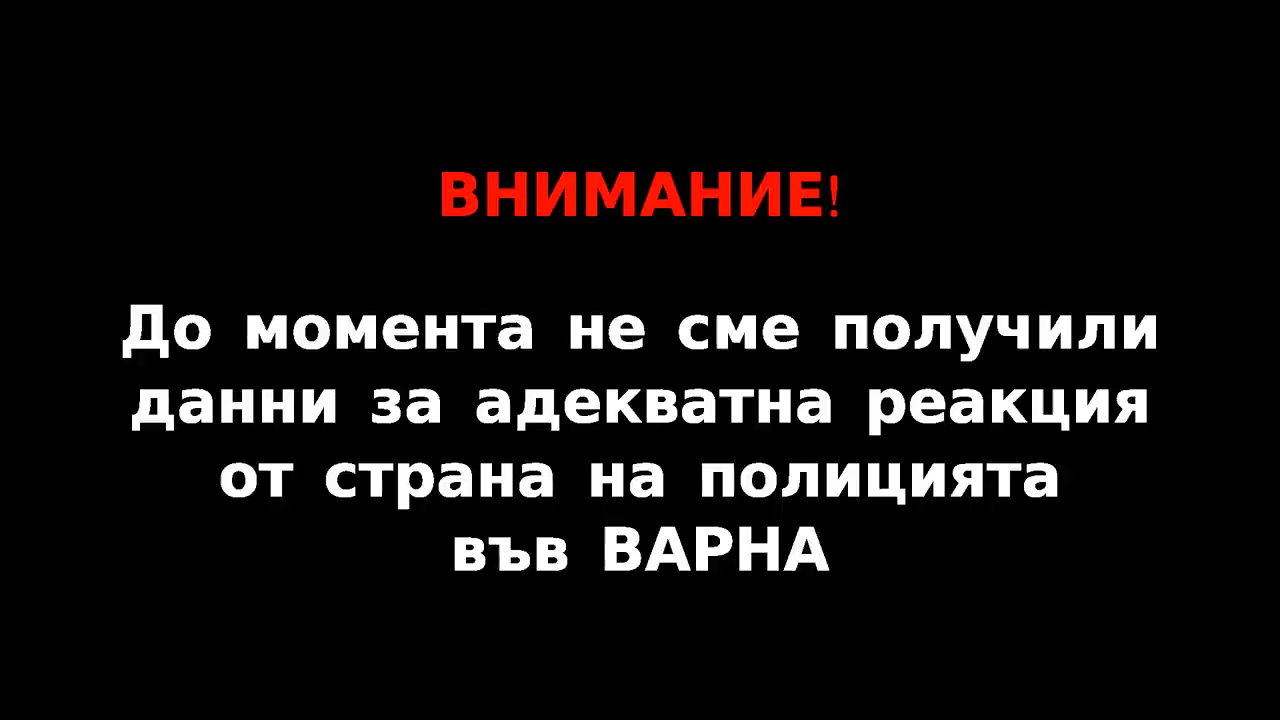 ВНИМАНИЕ!
До момента не сме получили
данни за адекватна реакция
от страна на полицията
във ВАРНА